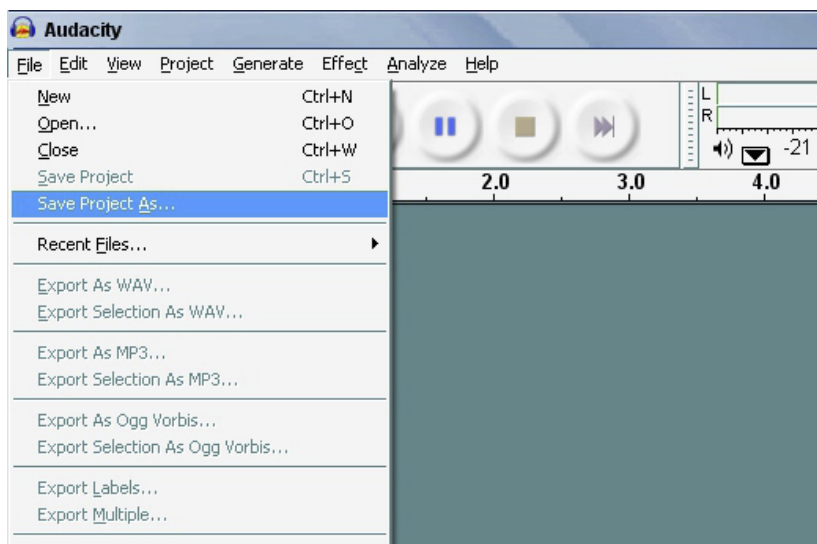 Audacity
File Edit View Project Generate Effect Analyze Help
New Ctrl+N
Open... Ctrl+O
Close Ctrl+W
Save Project Ctrl+S
Save Project As...
Recent Files...
Export As WAV...
Export Selection As WAV...
Export As MP3...
Export Selection As MP3...
Export As Ogg Vorbis...
Export Selection As Ogg Vorbis...
Export Labels...
Export Multiple...
L
R
-21
2.0 3.0 4.0